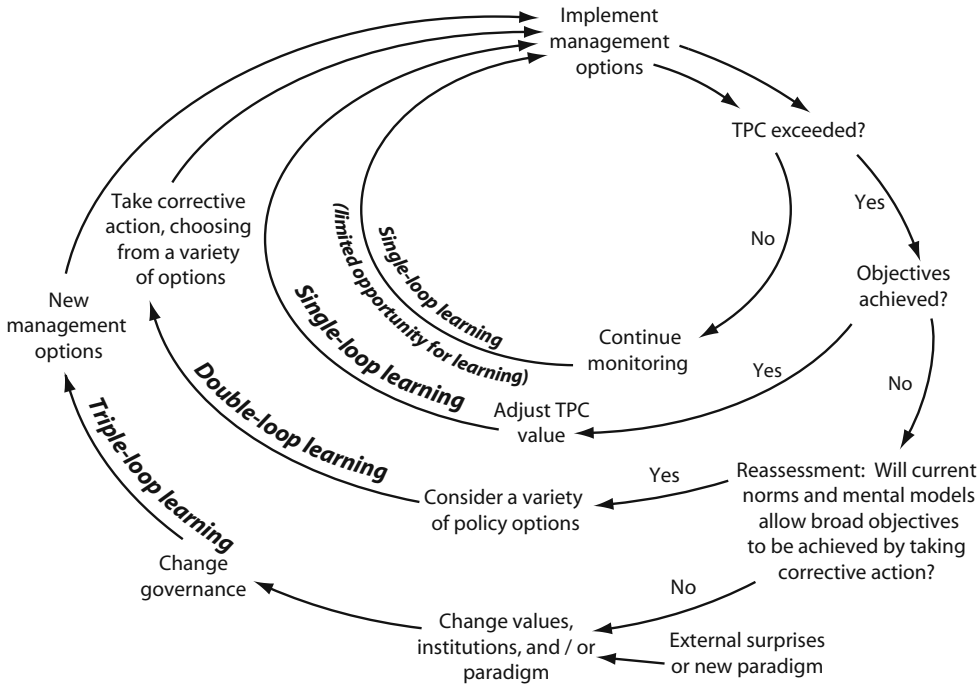 Implement
management
options
TPC exceeded?
Yes
No
Objectives
achieved?
Take corrective
action, choosing
from a variety
of options
New
management
options
Single-loop learning
(limited opportunity for learning)
Continue
monitoring
Yes
No
Single-loop learning
Adjust TPC
value
Reassessment: Will current
norms and mental models
allow broad objectives
to be achieved by taking
corrective action?
Yes
Consider a variety
of policy options
Double-loop learning
Triple-loop learning
No
Change
governance
Change values,
institutions, and / or
paradigm
External surprises
or new paradigm